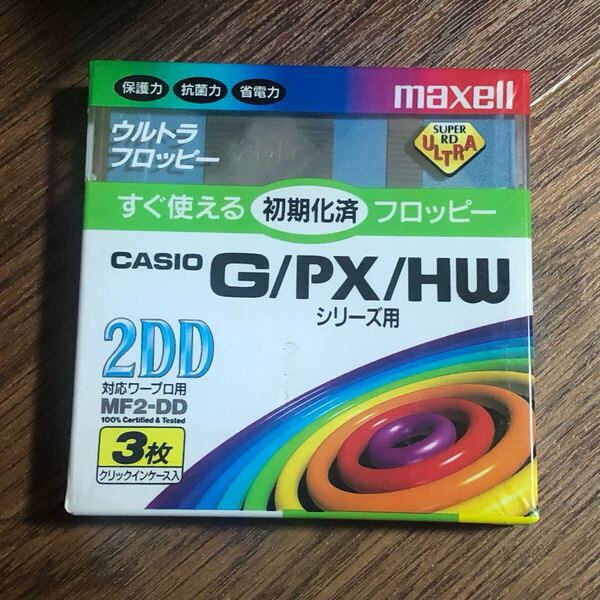 保護力 抗菌力 省電力
maxell
ウルトラ
フロッピー
SUPER
RD
ULTRA
すぐ使える 初期化済 フロッピー
CASIO G/PX/HW
シリーズ用
2DD
対応ワープロ用
MF2-DD
100% Certified & Tested
3枚
クリックインケース入